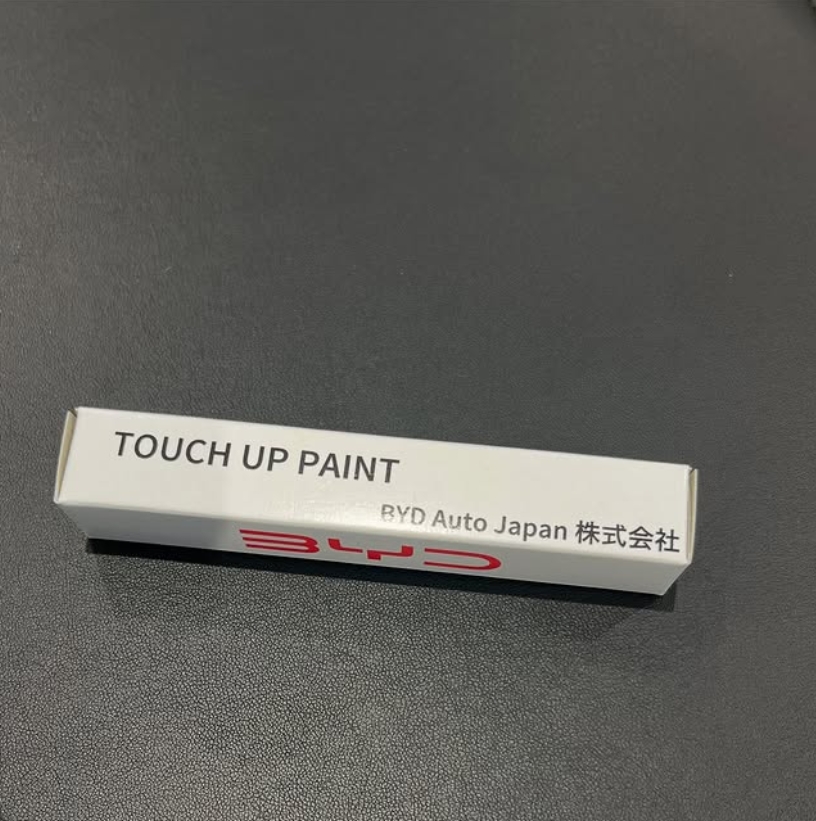 TOUCH UP PAINT
BYD Auto Japan 株式会社
BYD